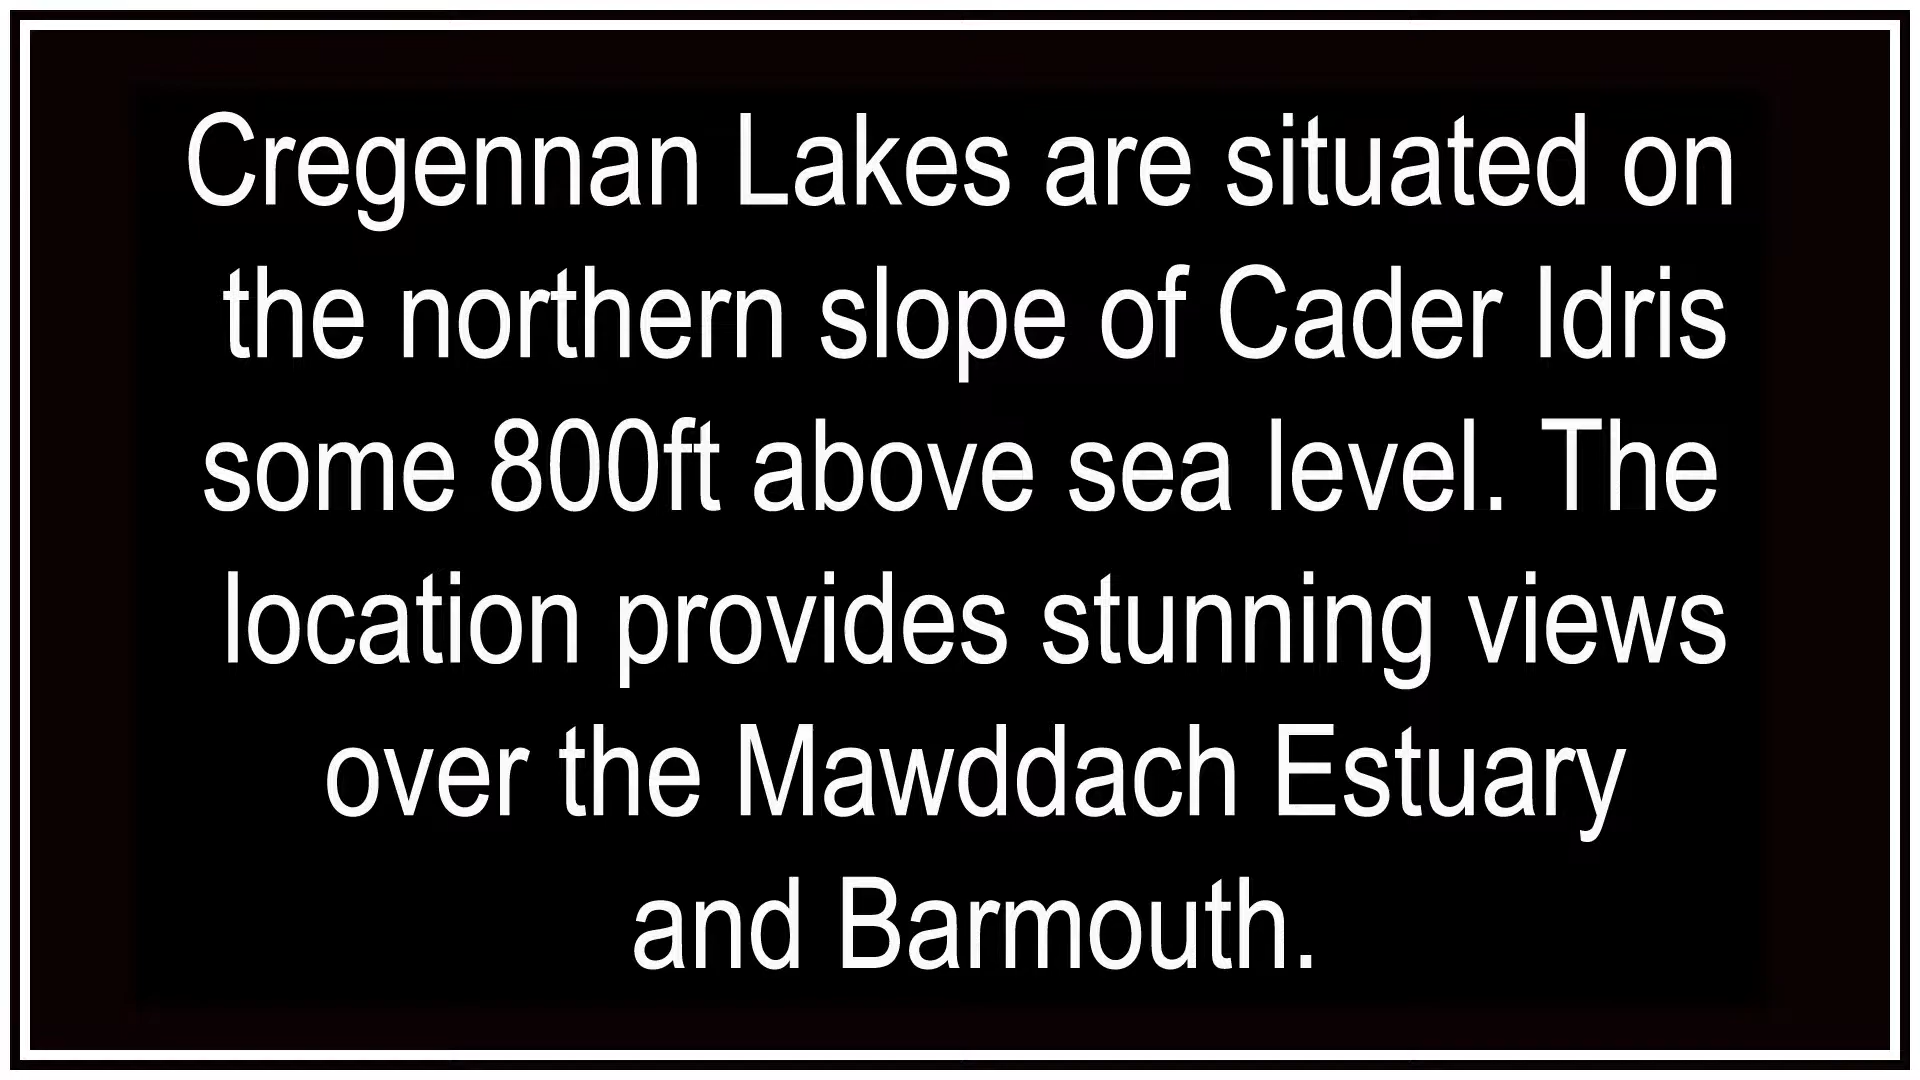 Cregennan Lakes are situated on
the northern slope of Cader Idris
some 800ft above sea level. The
location provides stunning views
over the Mawddach Estuary
and Barmouth.